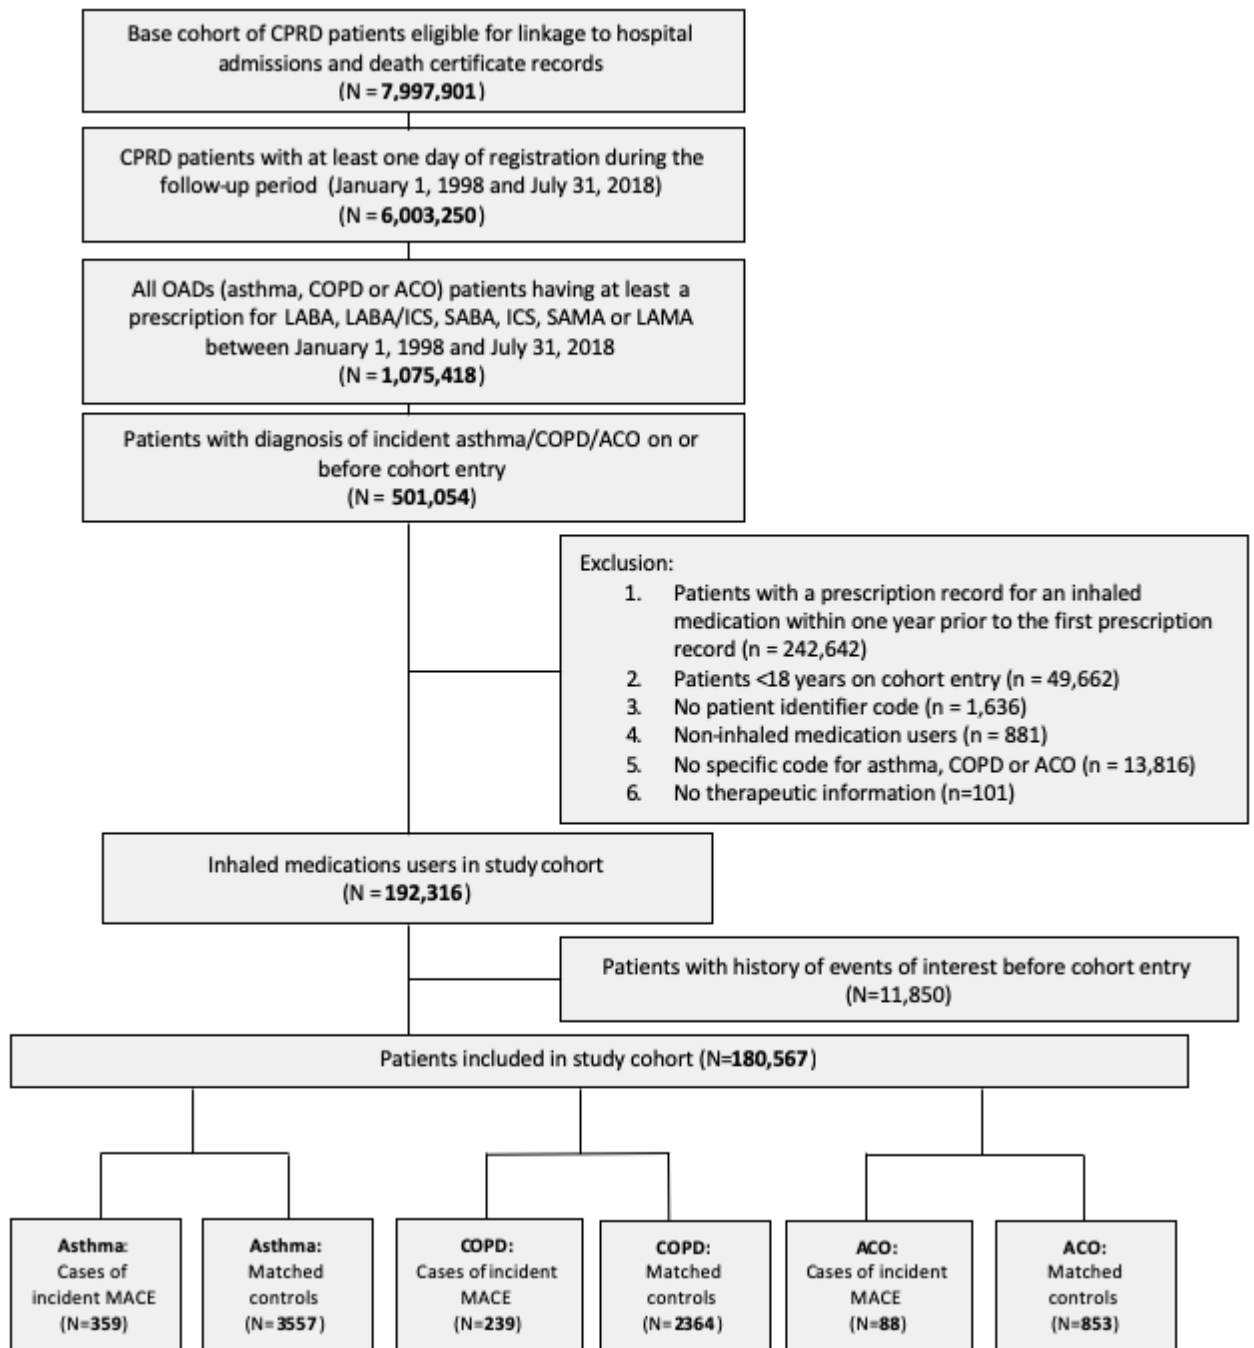 Base cohort of CPRD patients eligible for linkage to hospital
admissions and death certificate records
(N = 7,997,901)
CPRD patients with at least one day of registration during the
follow-up period (January 1, 1998 and July 31, 2018)
(N = 6,003,250)
All OADs (asthma, COPD or ACO) patients having at least a
prescription for LABA, LABA/ICS, SABA, ICS, SAMA or LAMA
between January 1, 1998 and July 31, 2018
(N = 1,075,418)
Patients with diagnosis of incident asthma/COPD/ACO on or
before cohort entry
(N = 501,054)
Exclusion:
1. Patients with a prescription record for an inhaled
medication within one year prior to the first prescription
record (n = 242,642)
2. Patients <18 years on cohort entry (n = 49,662)
3. No patient identifier code (n = 1,636)
4. Non-inhaled medication users (n = 881)
5. No specific code for asthma, COPD or ACO (n = 13,816)
6. No therapeutic information (n=101)
Inhaled medications users in study cohort
(N = 192,316)
Patients with history of events of interest before cohort entry
(N=11,850)
Patients included in study cohort (N=180,567)
Asthma:
Cases of
incident MACE
(N=359)
Asthma:
Matched
controls
(N=3557)
COPD:
Cases of incident
MACE
(N=239)
COPD:
Matched
controls
(N=2364)
ACO:
Cases of incident
MACE
(N=88)
ACO:
Matched
controls
(N=853)